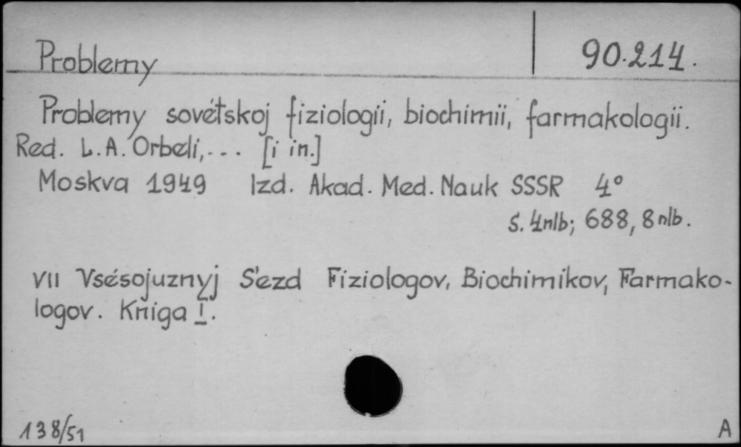 Problemy 90.214.
Problemy sovétskoj fiziologii, biochimii, farmakologii.
Red. L.A. Orbeli,... [i in.]
Moskva 1949 Izd. Akad. Med. Nauk SSSR 4°
S. 4nlb; 688, 8nlb.
VII Vsésojuznyj S'ezd Fiziologov, Biochimikov, Farmako-
logov. Kniga I.
138/51 A